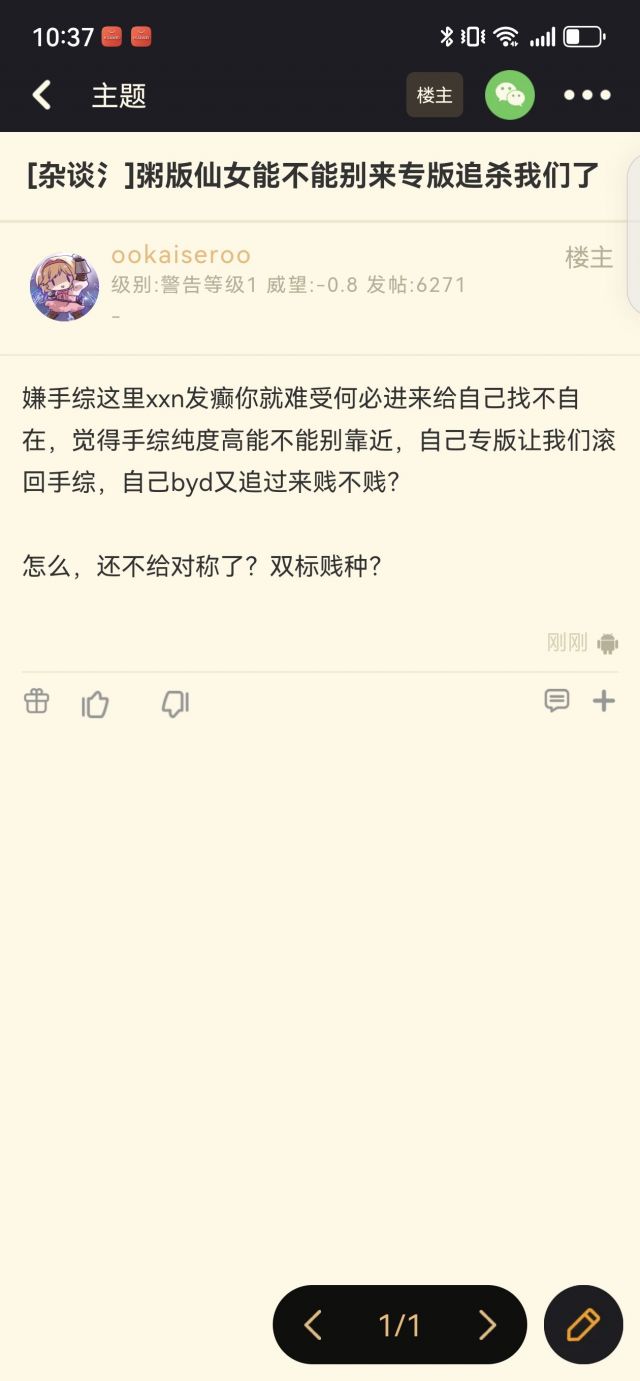 10:37
主题
楼主
[杂谈氵]粥版仙女能不能别来专版追杀我们了
ookaiseroo
楼主
级别:警告等级1 威望:-0.8 发帖:6271
-
嫌手综这里xxn发癫你就难受何必进来给自己找不自
在，觉得手综纯度高能不能别靠近，自己专版让我们滚
回手综，自己byd又追过来贱不贱？
怎么，还不给对称了？双标贱种？
刚刚
1/1